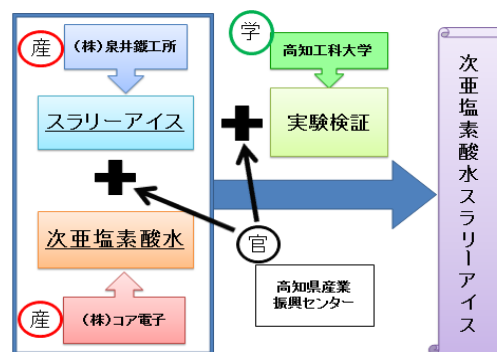 産
(株)泉井鐵工所
スラリーアイス
次亜塩素酸水
産
(株)コア電子
学
高知工科大学
実験検証
官
高知県産業
振興センター
次亜塩素酸水スラリーアイス